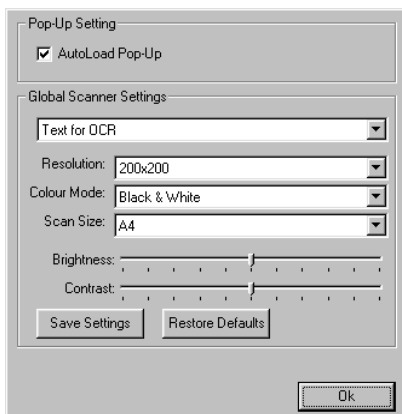 Pop-Up Setting
AutoLoad Pop-Up
Global Scanner Settings
Text for OCR
Resolution: 200x200
Colour Mode: Black & White
Scan Size: A4
Brightness:
Contrast:
Save Settings Restore Defaults
Ok